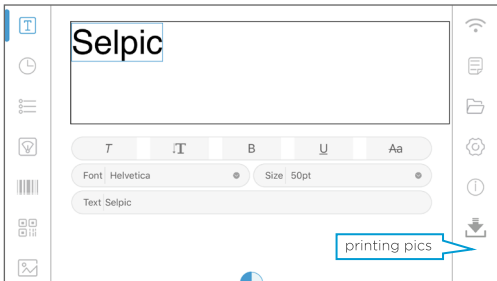 T
Selpic
T
T
B
U
Aa
Font Helvetica
Size 50pt
Text Selpic
printing pics